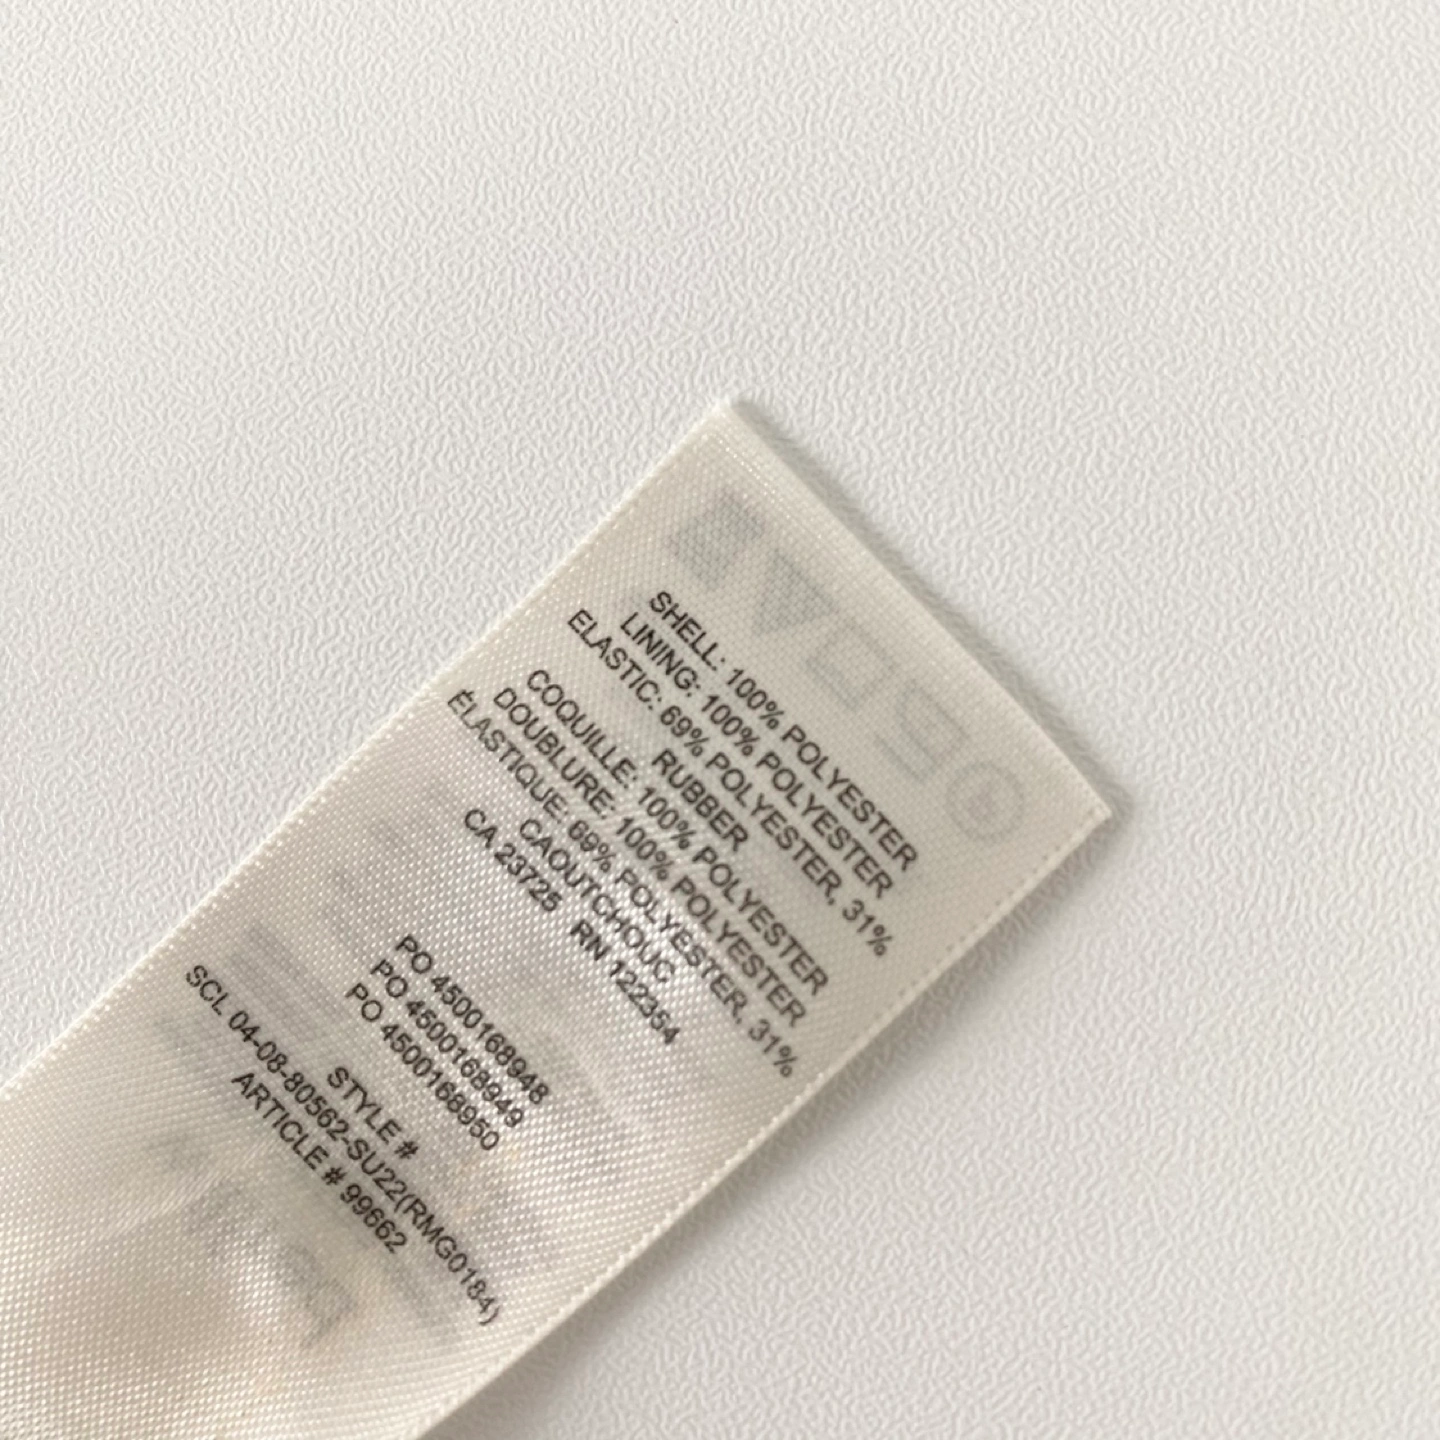 SHELL: 100% POLYESTER
LINING: 100% POLYESTER
ELASTIC: 69% POLYESTER, 31%
RUBBER
COQUILLE: 100% POLYESTER
DOUBLURE: 100% POLYESTER
ÉLASTIQUE: 69% POLYESTER, 31%
CAOUTCHOUC
CA 23725 RN 122354
PO 4500168948
PO 4500168949
PO 4500168950
STYLE #
SCL 04-08-80562-SU22(RMG0184)
ARTICLE # 99662